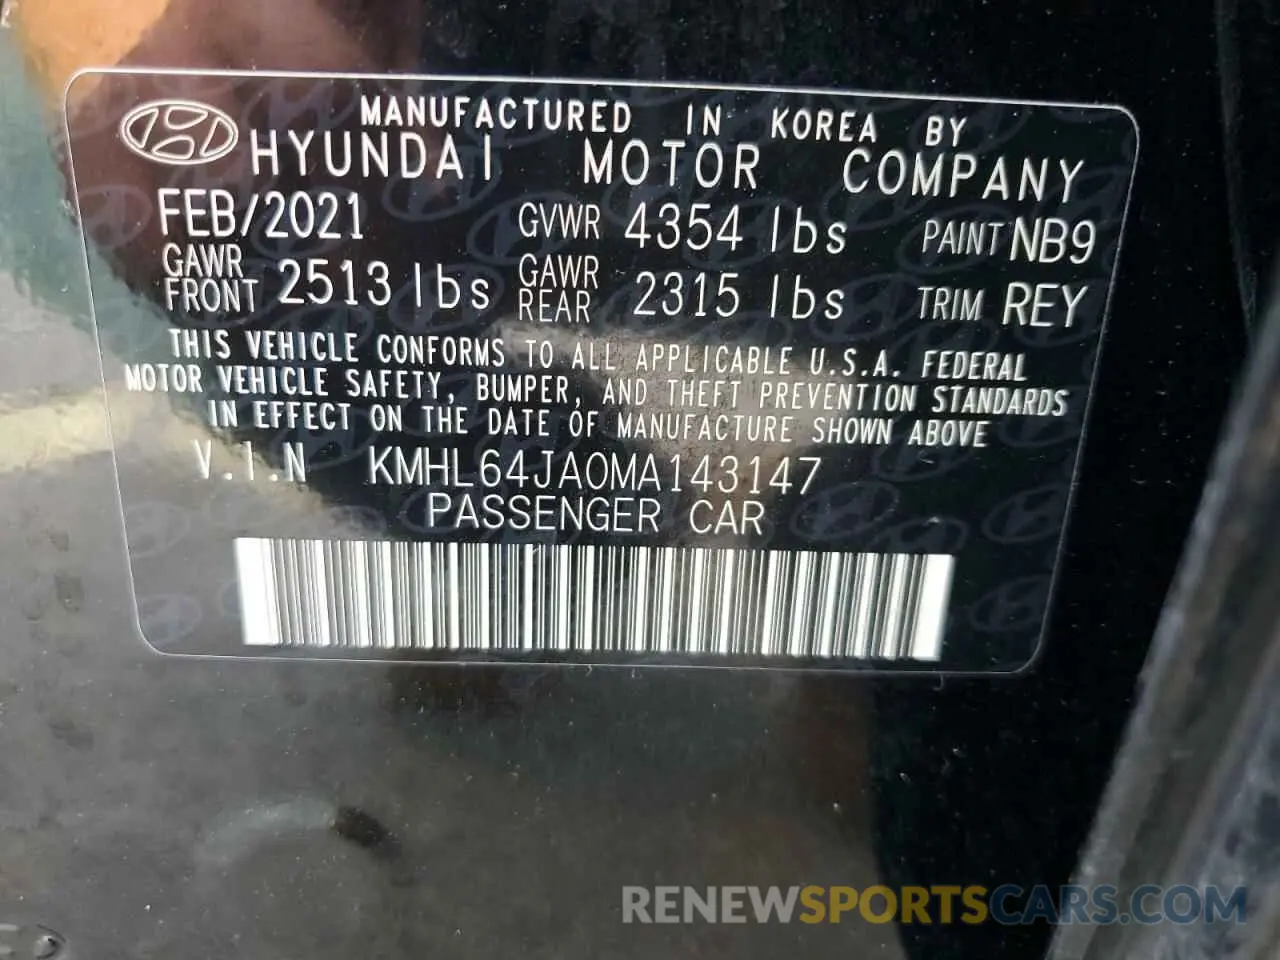 MANUFACTURED IN KOREA BY
HYUNDAI MOTOR COMPANY
FEB/2021 GVWR 4354 lbs PAINT NB9
GAWR FRONT 2513 lbs GAWR REAR 2315 lbs TRIM REY
THIS VEHICLE CONFORMS TO ALL APPLICABLE U.S.A. FEDERAL
MOTOR VEHICLE SAFETY, BUMPER, AND THEFT PREVENTION STANDARDS
IN EFFECT ON THE DATE OF MANUFACTURE SHOWN ABOVE
V.I.N KMHL64JA0MA143147
PASSENGER CAR
RENEWSPORTSCARS.COM